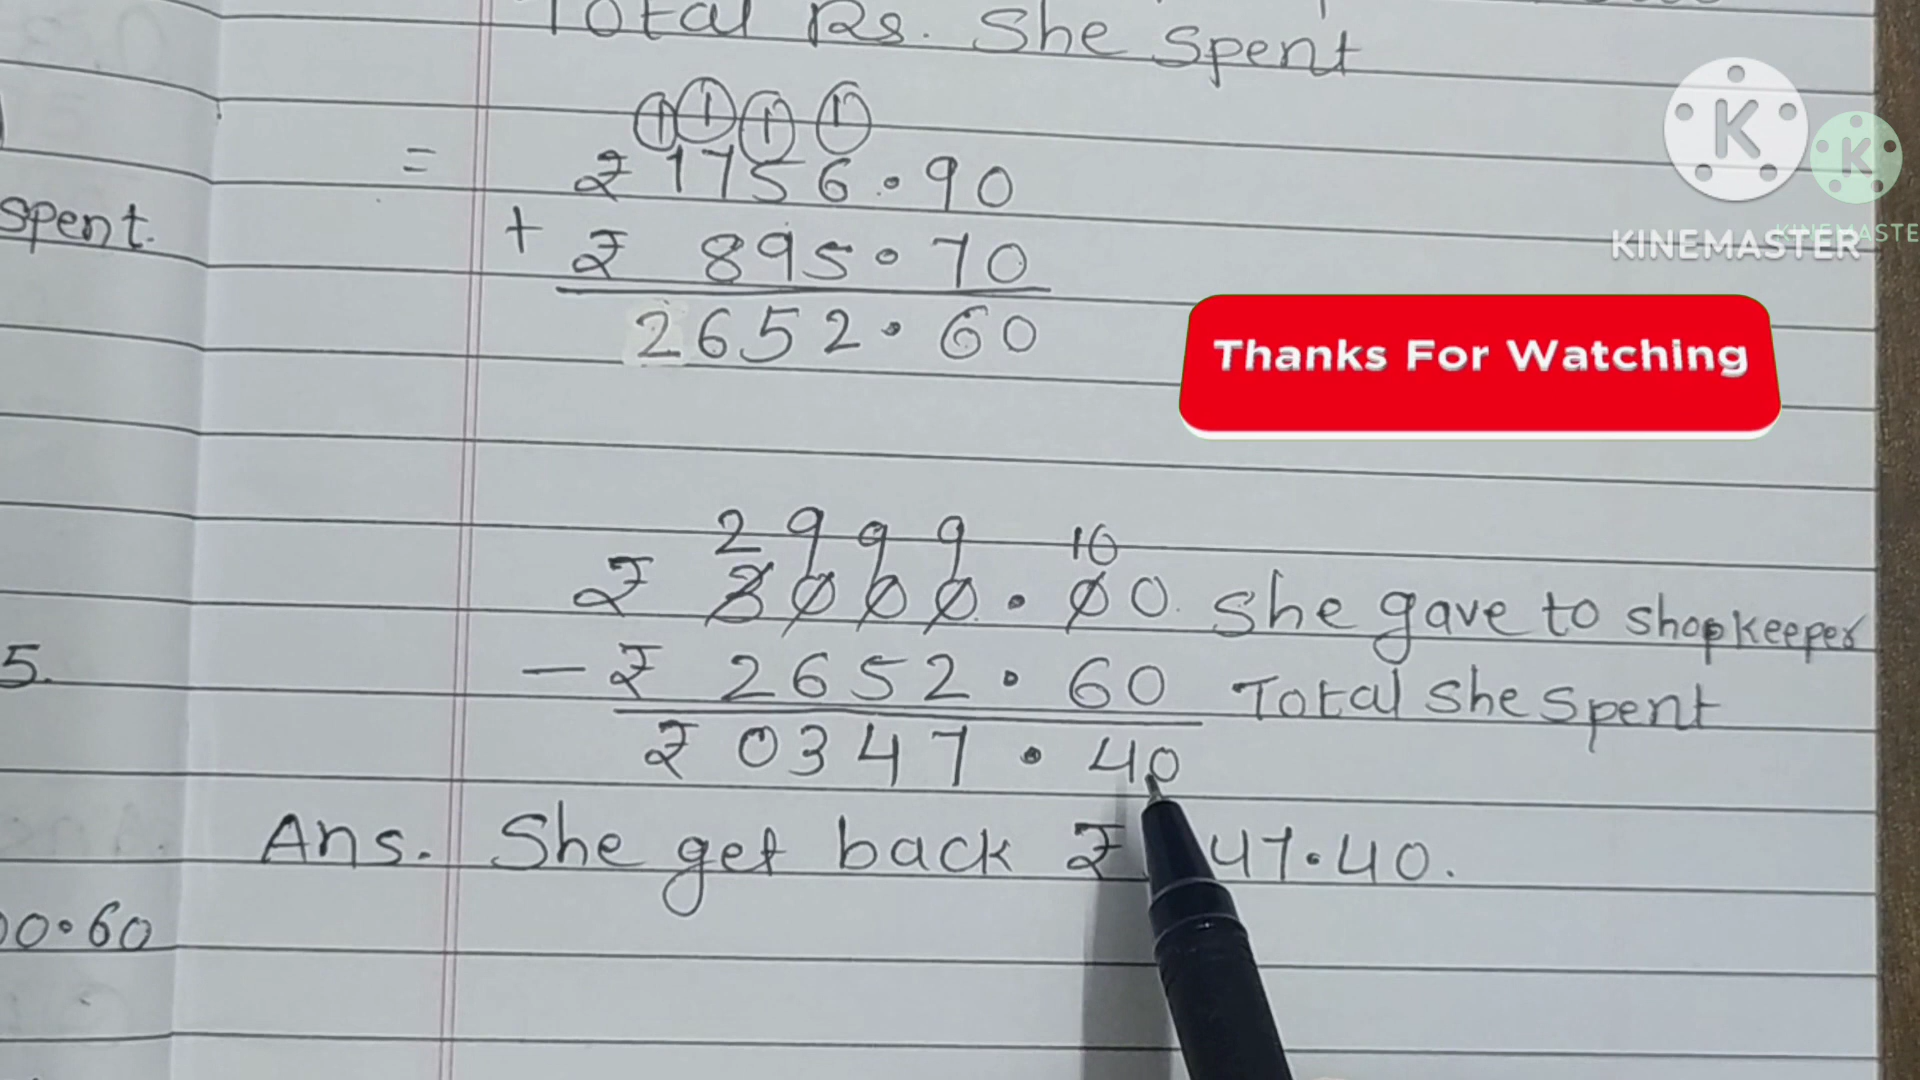 Total Rs. She Spent
① ① ① ①
= ₹ 1756.90
spent.
+ ₹ 895.70
2652.60
KINEMASTER
Thanks For Watching
2 9 9 9 10
₹ 3000.00 She gave to shopkeeper
5.
- ₹ 2652.60 Total She Spent
₹ 0347.40
Ans. She get back ₹ 47.40.
00.60